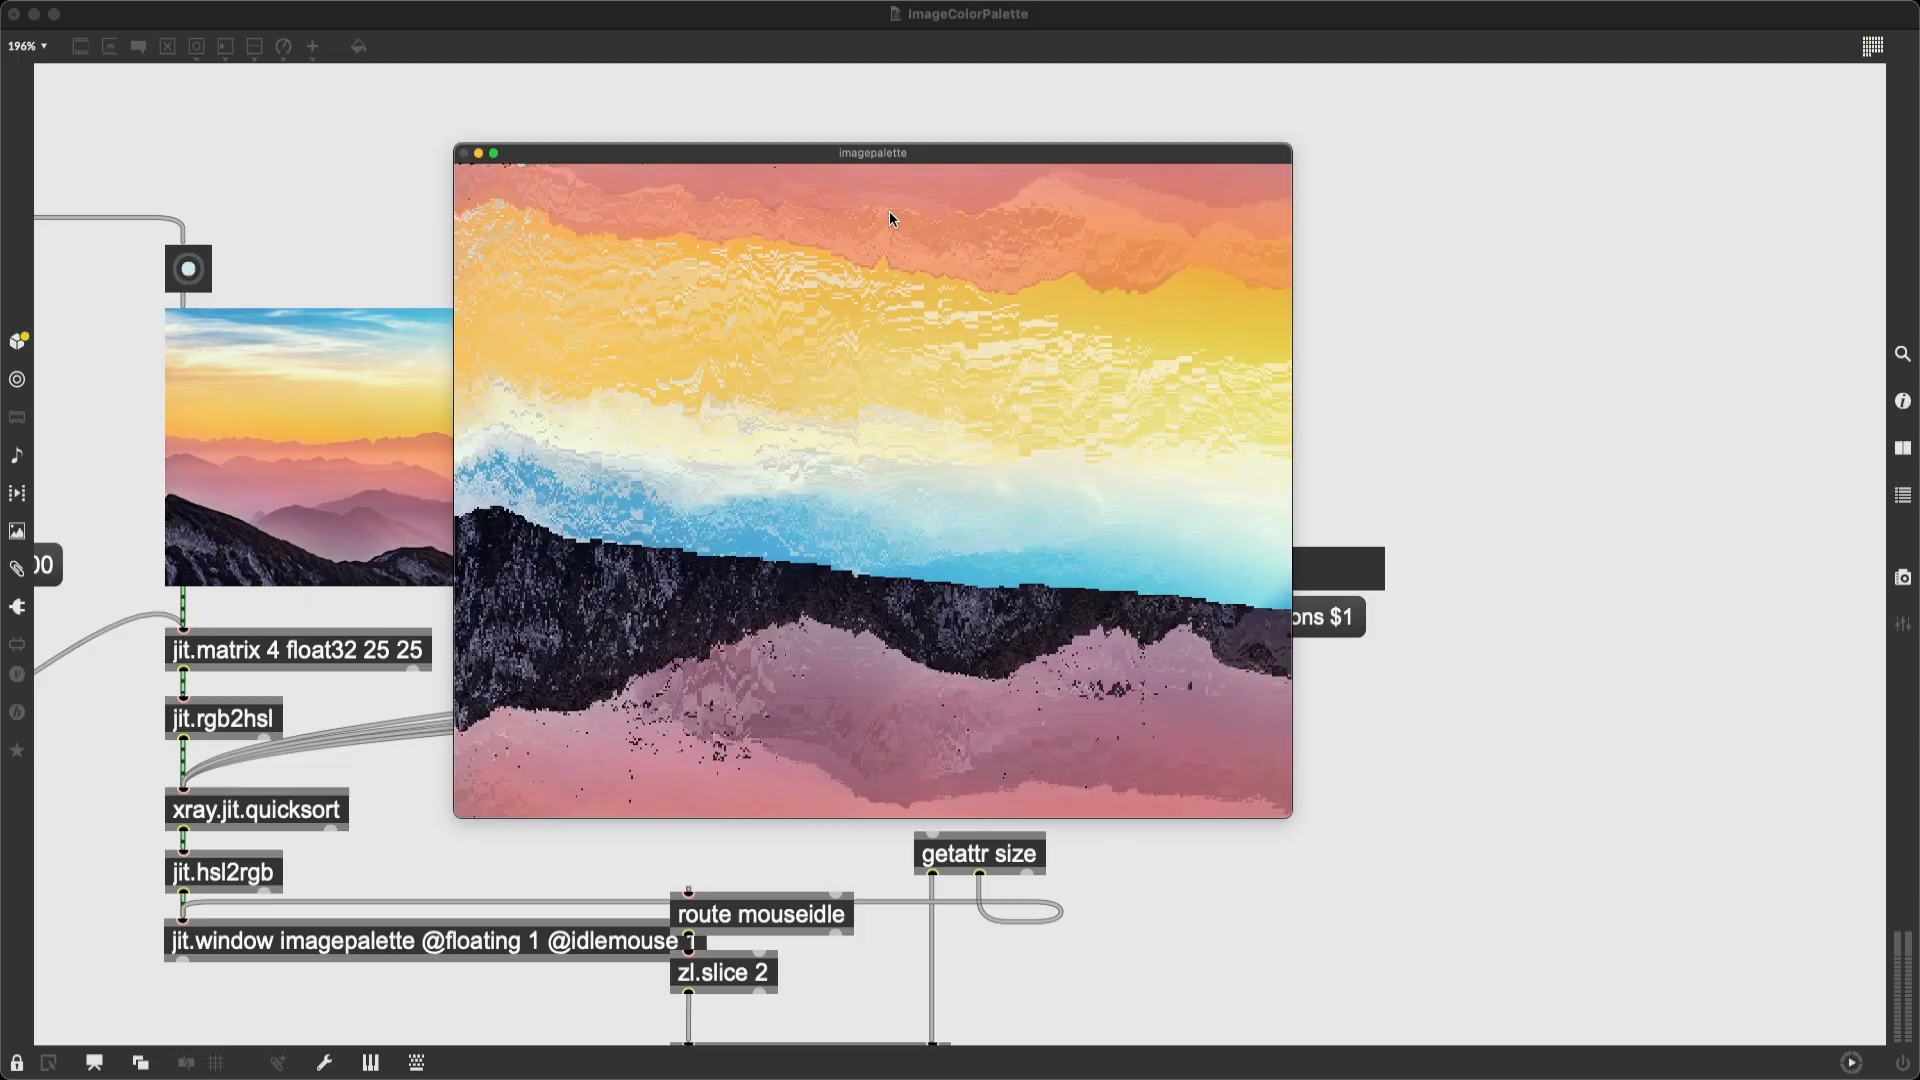 ImageColorPalette
196%
imagepalette
00
ons $1
jit.matrix 4 float32 25 25
jit.rgb2hsl
xray.jit.quicksort
getattr size
jit.hsl2rgb
route mouseidle
jit.window imagepalette @floating 1 @idlemouse 1
zl.slice 2